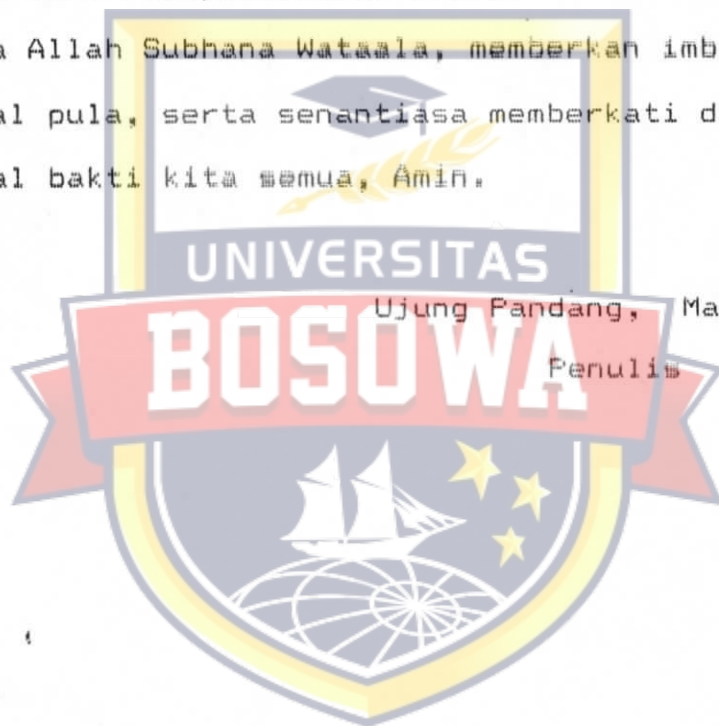 a Allah Subhana Wataala, memberkan imb
al pula, serta senantiasa memberkati d
al bakti kita semua, Amin.
UNIVERSITAS
Ujung Pandang, Ma
BOSOWA
Penulis